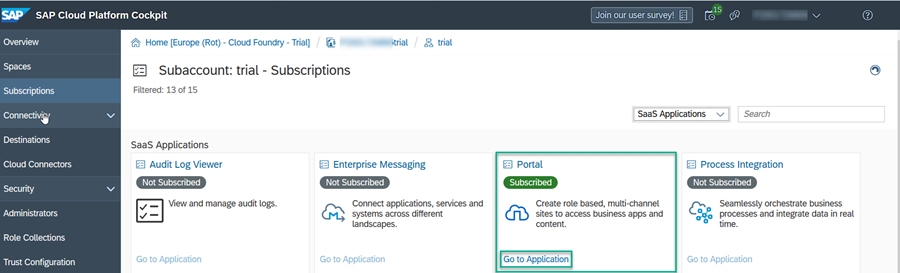 SAP SAP Cloud Platform Cockpit Join our user survey! 15
Overview
Spaces
Subscriptions
Connectivity
Destinations
Cloud Connectors
Security
Administrators
Role Collections
Trust Configuration
Home [Europe (Rot) - Cloud Foundry - Trial] / trial / trial
Subaccount: trial - Subscriptions
Filtered: 13 of 15
SaaS Applications Search
SaaS Applications
Audit Log Viewer
Not Subscribed
View and manage audit logs.
Go to Application
Enterprise Messaging
Not Subscribed
Connect applications, services and
systems across different
landscapes.
Go to Application
Portal
Subscribed
Create role based, multi-channel
sites to access business apps and
content.
Go to Application
Process Integration
Not Subscribed
Seamlessly orchestrate business
processes and integrate data in real
time.
Go to Application